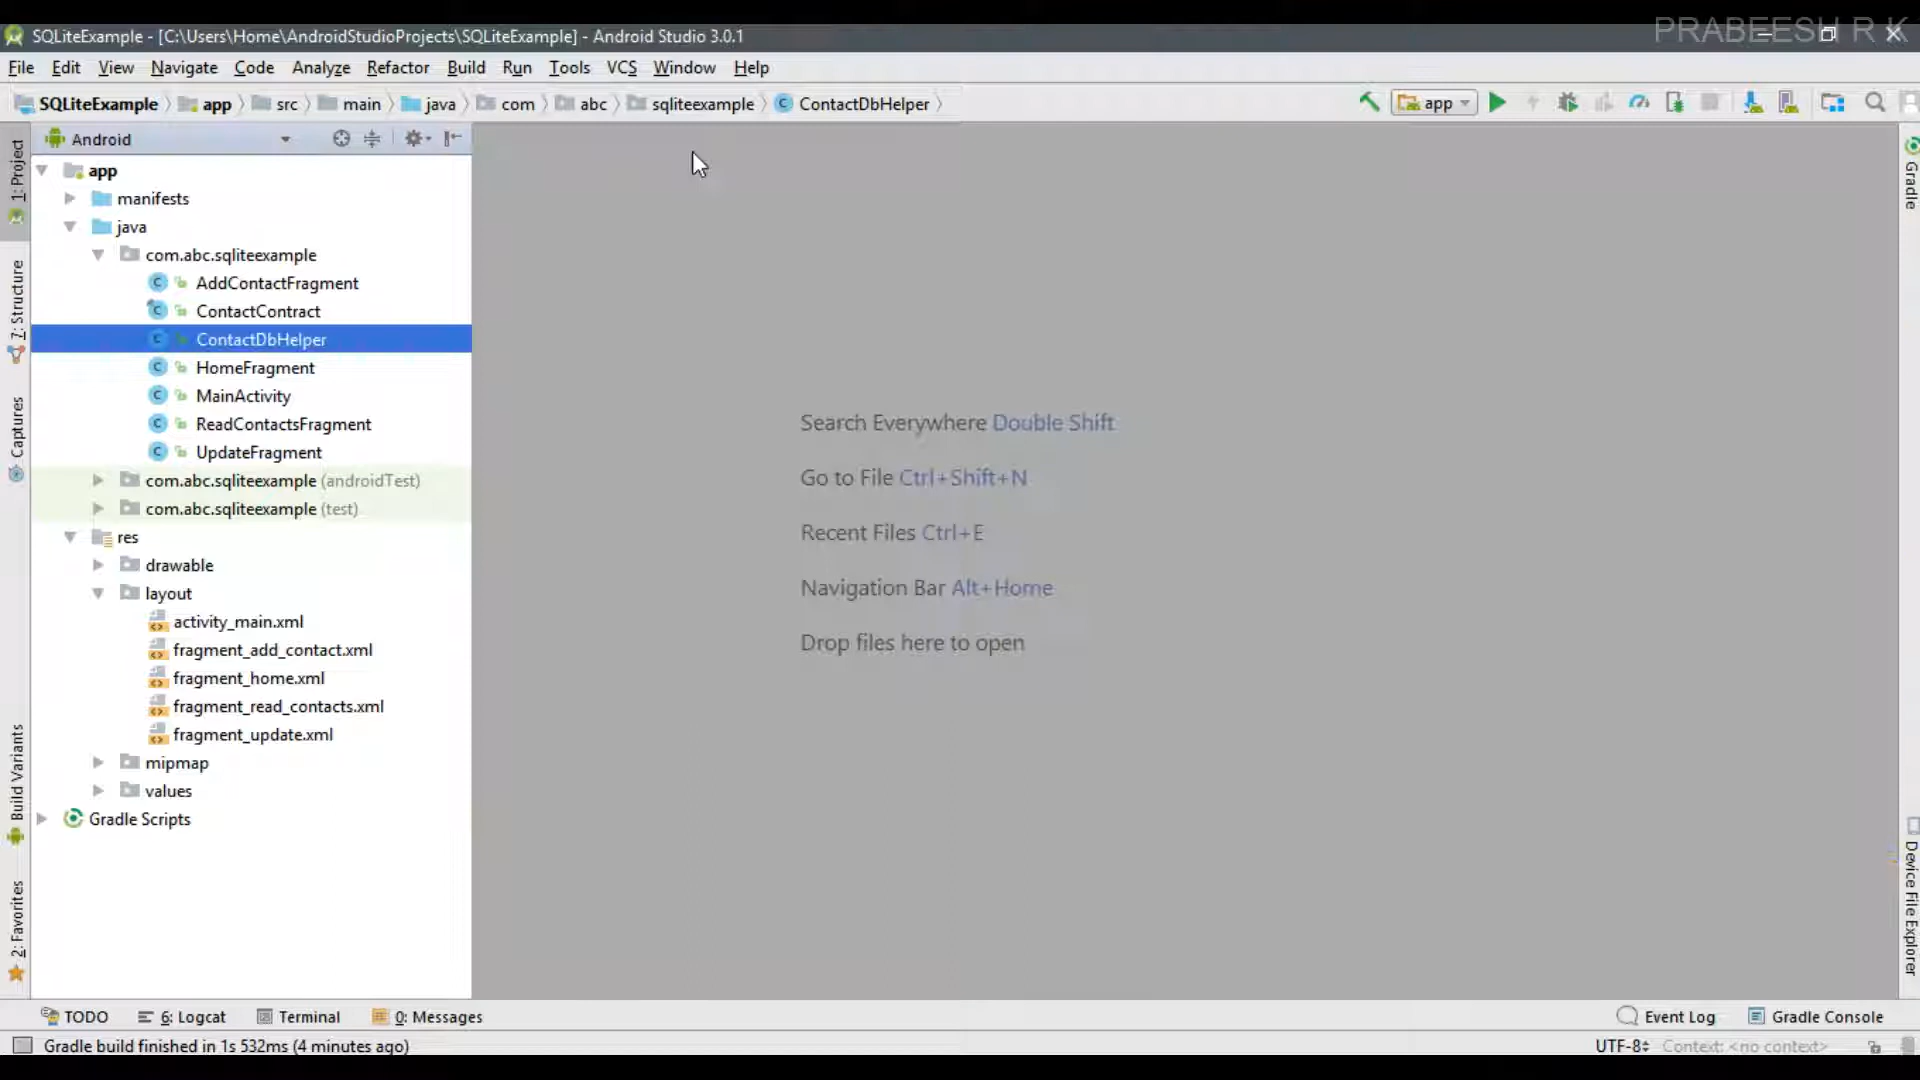 PRABEESH R K
SQLiteExample - [C:\Users\Home\AndroidStudioProjects\SQLiteExample] - Android Studio 3.0.1
File Edit View Navigate Code Analyze Refactor Build Run Tools VCS Window Help
SQLiteExample app src main java com abc sqliteexample C ContactDbHelper app
1: Project
7: Structure
Captures
Build Variants
2: Favorites
Android
app
manifests
java
com.abc.sqliteexample
C AddContactFragment
C ContactContract
C ContactDbHelper
C HomeFragment
C MainActivity
C ReadContactsFragment
C UpdateFragment
com.abc.sqliteexample (androidTest)
com.abc.sqliteexample (test)
res
drawable
layout
activity_main.xml
fragment_add_contact.xml
fragment_home.xml
fragment_read_contacts.xml
fragment_update.xml
mipmap
values
Gradle Scripts
Search Everywhere Double Shift
Go to File Ctrl+Shift+N
Recent Files Ctrl+E
Navigation Bar Alt+Home
Drop files here to open
Gradle
Device File Explorer
TODO 6: Logcat Terminal 0: Messages Event Log Gradle Console
Gradle build finished in 1s 532ms (4 minutes ago) UTF-8 Context: <no context>